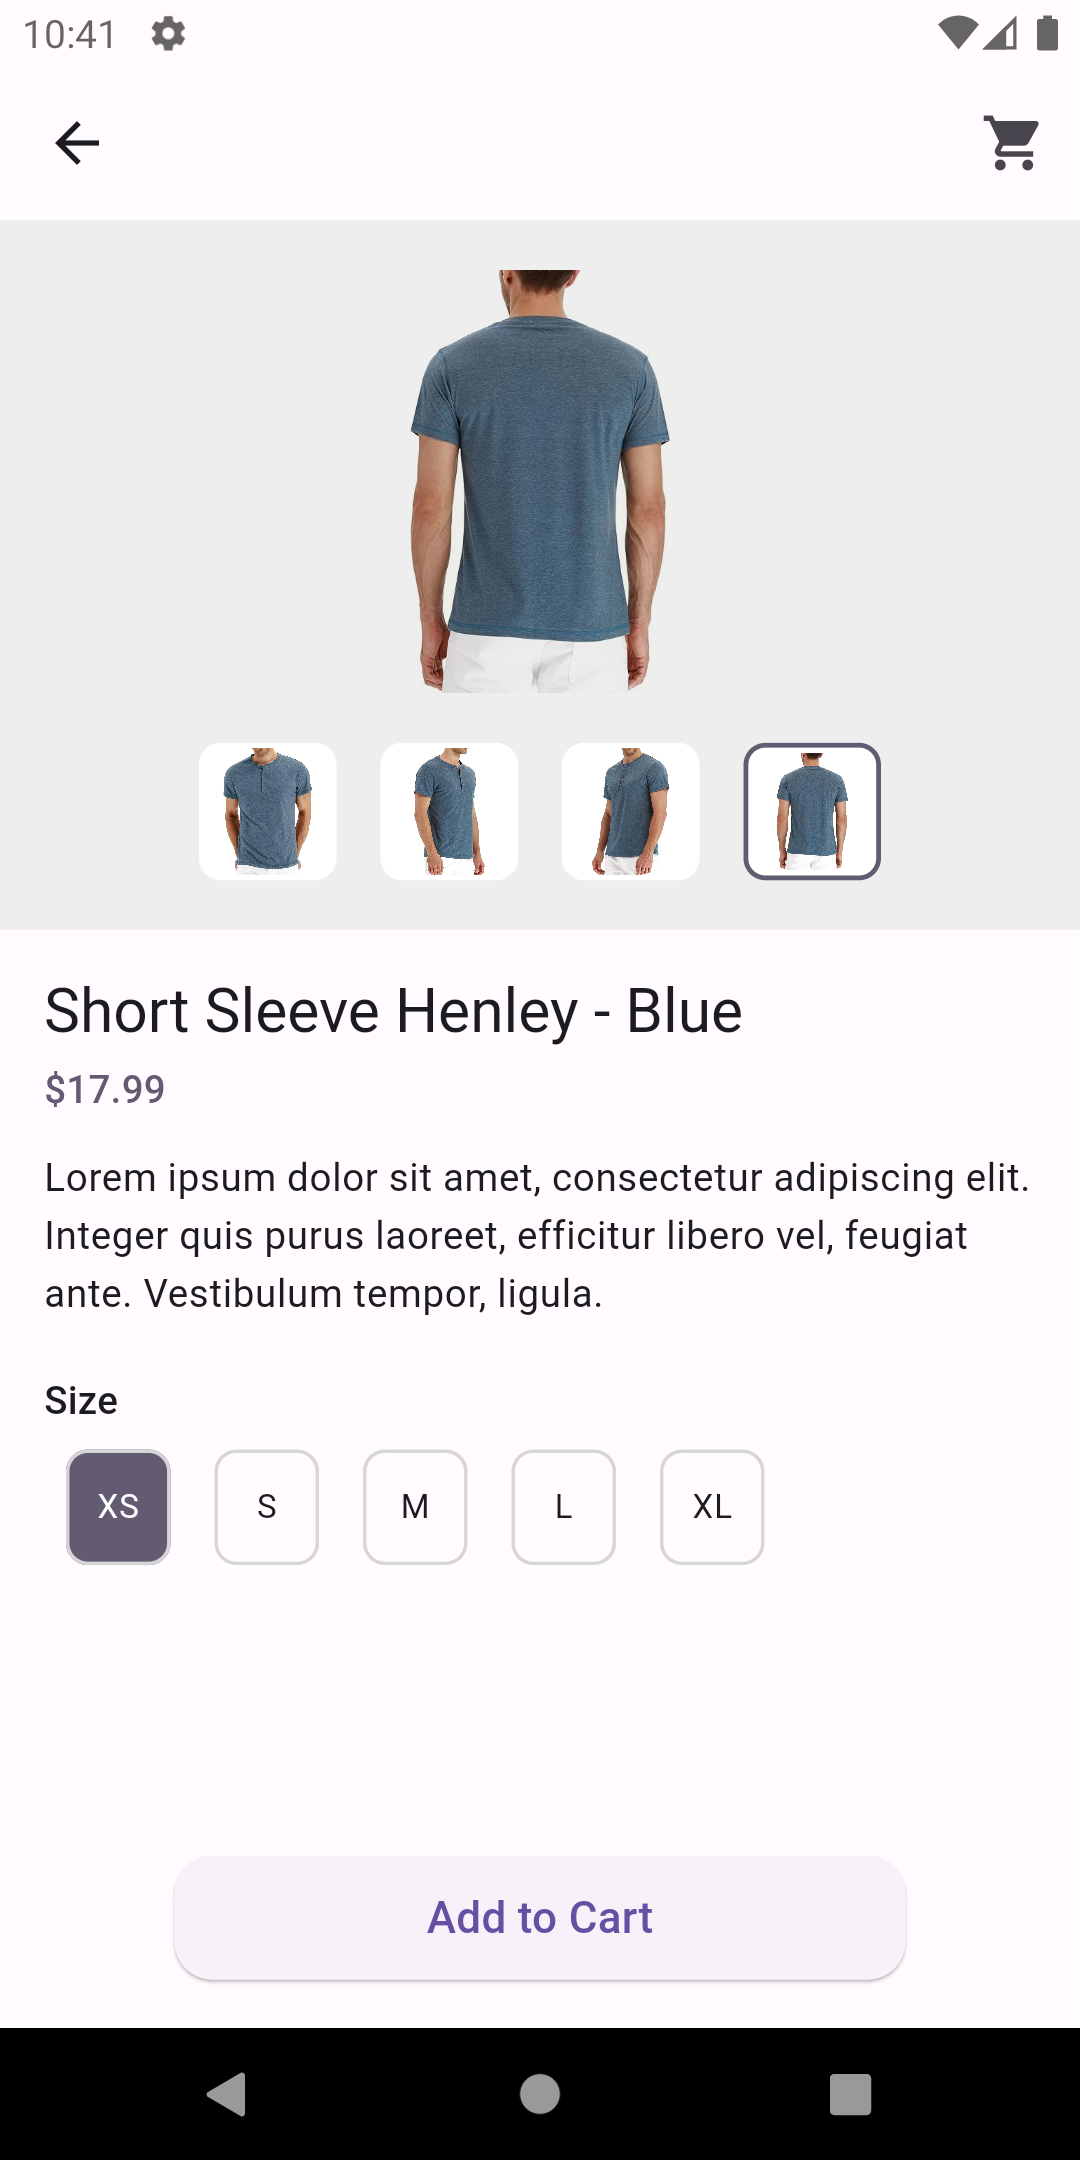 10:41
Short Sleeve Henley - Blue
$17.99
Lorem ipsum dolor sit amet, consectetur adipiscing elit.
Integer quis purus laoreet, efficitur libero vel, feugiat
ante. Vestibulum tempor, ligula.
Size
XS S M L XL
Add to Cart